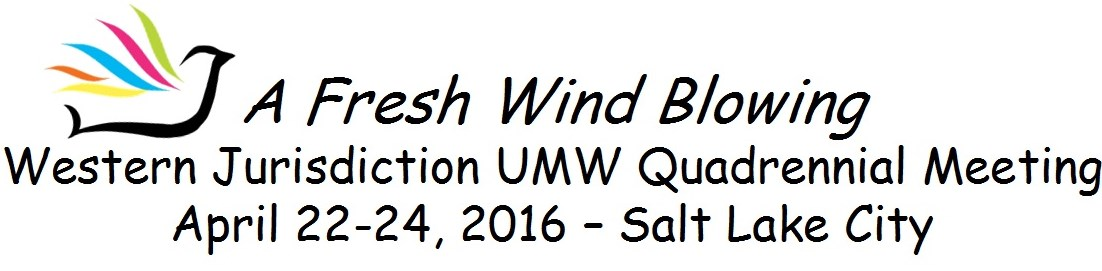 A Fresh Wind Blowing
Western Jurisdiction UMW Quadrennial Meeting
April 22-24, 2016 – Salt Lake City